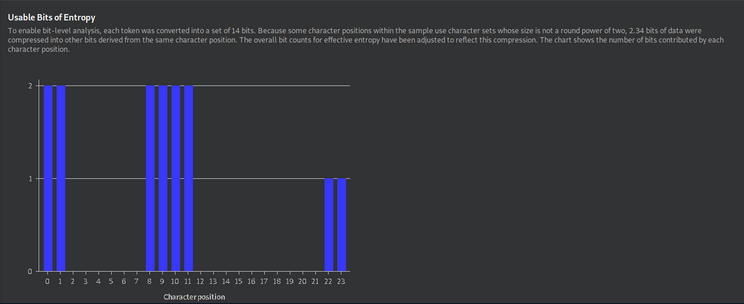 Usable Bits of Entropy
To enable bit-level analysis, each token was converted into a set of 14 bits. Because some character positions within the sample use character sets whose size is not a round power of two, 2.34 bits of data were
compressed into other bits derived from the same character position. The overall bit counts for effective entropy have been adjusted to reflect this compression. The chart shows the number of bits contributed by each
character position.
2
1
0
0 1 2 3 4 5 6 7 8 9 10 11 12 13 14 15 16 17 18 19 20 21 22 23
Character position